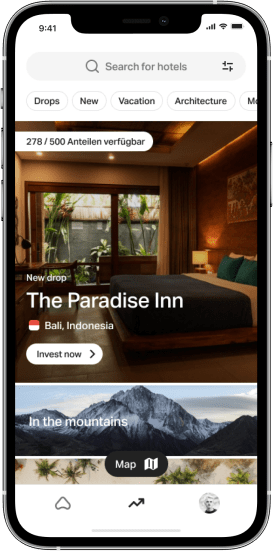 9:41
Search for hotels
Drops New Vacation Architecture Mo
278 / 500 Anteilen verfügbar
New drop
The Paradise Inn
Bali, Indonesia
Invest now
In the mountains
Map